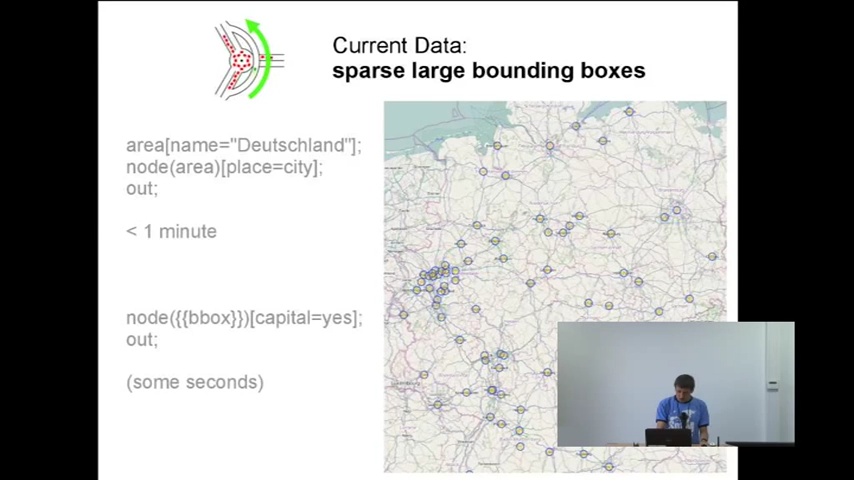 Current Data:
sparse large bounding boxes
area[name="Deutschland"];
node(area)[place=city];
out;
< 1 minute
node({{bbox}})[capital=yes];
out;
(some seconds)